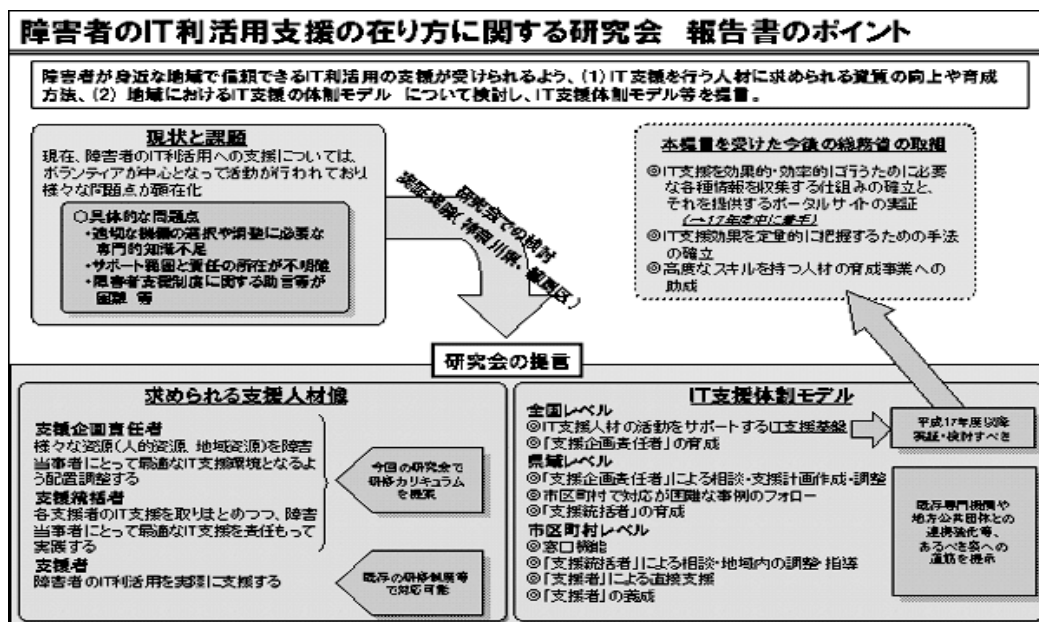 障害者のIT利活用支援の在り方に関する研究会 報告書のポイント
障害者が身近な地域で信頼できるIT利活用の支援が受けられるよう、(1)IT支援を行う人材に求められる資質の向上や育成
方法、(2) 地域におけるIT支援の体制モデル について検討し、IT支援体制モデル等を提言。
現状と課題
現在、障害者のIT利活用への支援については、
ボランティアが中心となって活動が行われており
様々な問題点が顕在化
○具体的な問題点
・適切な機器の選択や調整に必要な
専門的知識不足
・サポート範囲と責任の所在が不明確
・障害者支援制度に関する助言等が
困難 等
研究会での検討
実証実験(神奈川県・板橋区)
本提言を受けた今後の総務省の取組
◎IT支援を効果的・効率的に行うために必要
な各種情報を収集する仕組みの確立と、
それを提供するポータルサイトの実証
(→17年度中に着手)
◎IT支援効果を定量的に把握するための手法
の確立
◎高度なスキルを持つ人材の育成事業への
助成
研究会の提言
求められる支援人材像
支援企画責任者
様々な資源(人的資源、地域資源)を障害
当事者にとって最適なIT支援環境となるよ
う配置調整する
支援統括者
各支援者のIT支援を取りまとめつつ、障害
当事者にとって最適なIT支援を責任もって
実践する
支援者
障害者のIT利活用を実際に支援する
今回の研究会で
研修カリキュラム
を提案
既存の研修制度等
で対応可能
IT支援体制モデル
全国レベル
◎IT支援人材の活動をサポートするIT支援基盤
◎「支援企画責任者」の育成
県域レベル
◎「支援企画責任者」による相談・支援計画作成・調整
◎市区町村で対応が困難な事例のフォロー
◎「支援統括者」の育成
市区町村レベル
◎窓口機能
◎「支援統括者」による相談・地域内の調整・指導
◎「支援者」による直接支援
◎「支援者」の養成
平成17年度以降
実証・検討すべき
既存専門機関や
地方公共団体との
連携強化等、
あるべき姿への
道筋を提示